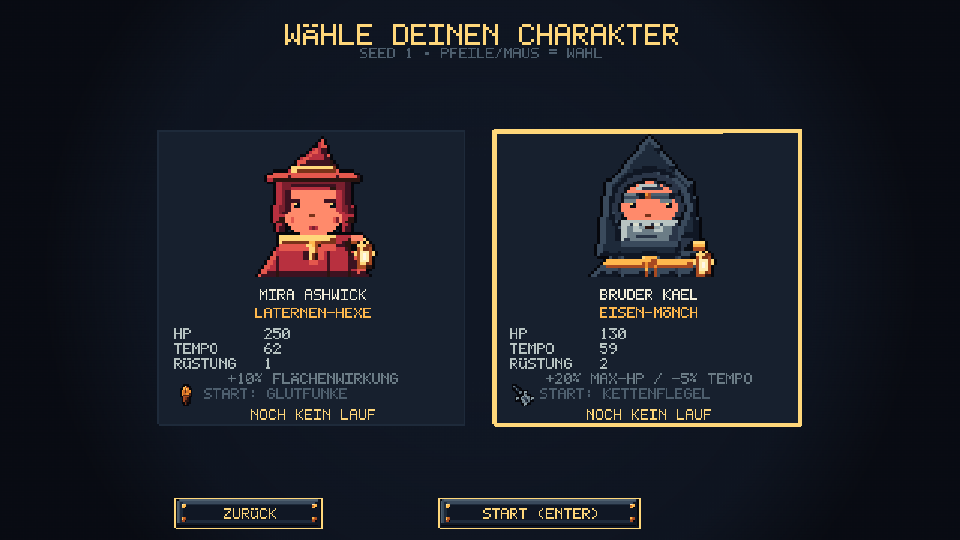 WÄHLE DEINEN CHARAKTER
SEED 1 · PFEILE/MAUS = WAHL
MIRA ASHWICK
LATERNEN-HEXE
HP 250
TEMPO 62
RÜSTUNG 1
+10% FLÄCHENWIRKUNG
START: GLUTFUNKE
NOCH KEIN LAUF
BRUDER KAEL
EISEN-MÖNCH
HP 130
TEMPO 59
RÜSTUNG 2
+20% MAX-HP / -5% TEMPO
START: KETTENFLEGEL
NOCH KEIN LAUF
ZURÜCK
START (ENTER)